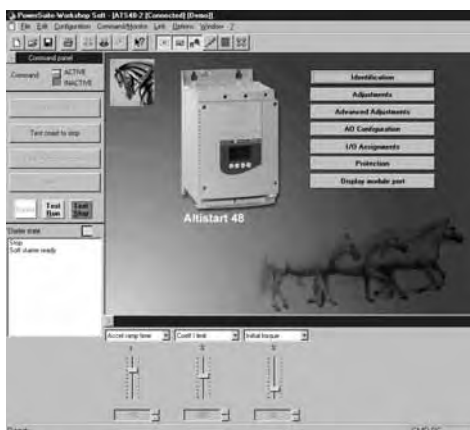 PowerSuite Workshop Soft - [ATS48-2 [Connected] [Demo]]
File Edit Configuration Command/Monitor Link Options Window ?
Command panel
Command:
ACTIVE
INACTIVE
Test coast to stop
Test
Run
Test
Stop
Starter state
Stop
Soft starter ready
Altistart 48
Identification
Adjustments
Advanced Adjustments
AO Configuration
I/O Assignments
Protection
Display module port
Accel ramp time
Coeff I limit
Initial torque
s
%
%